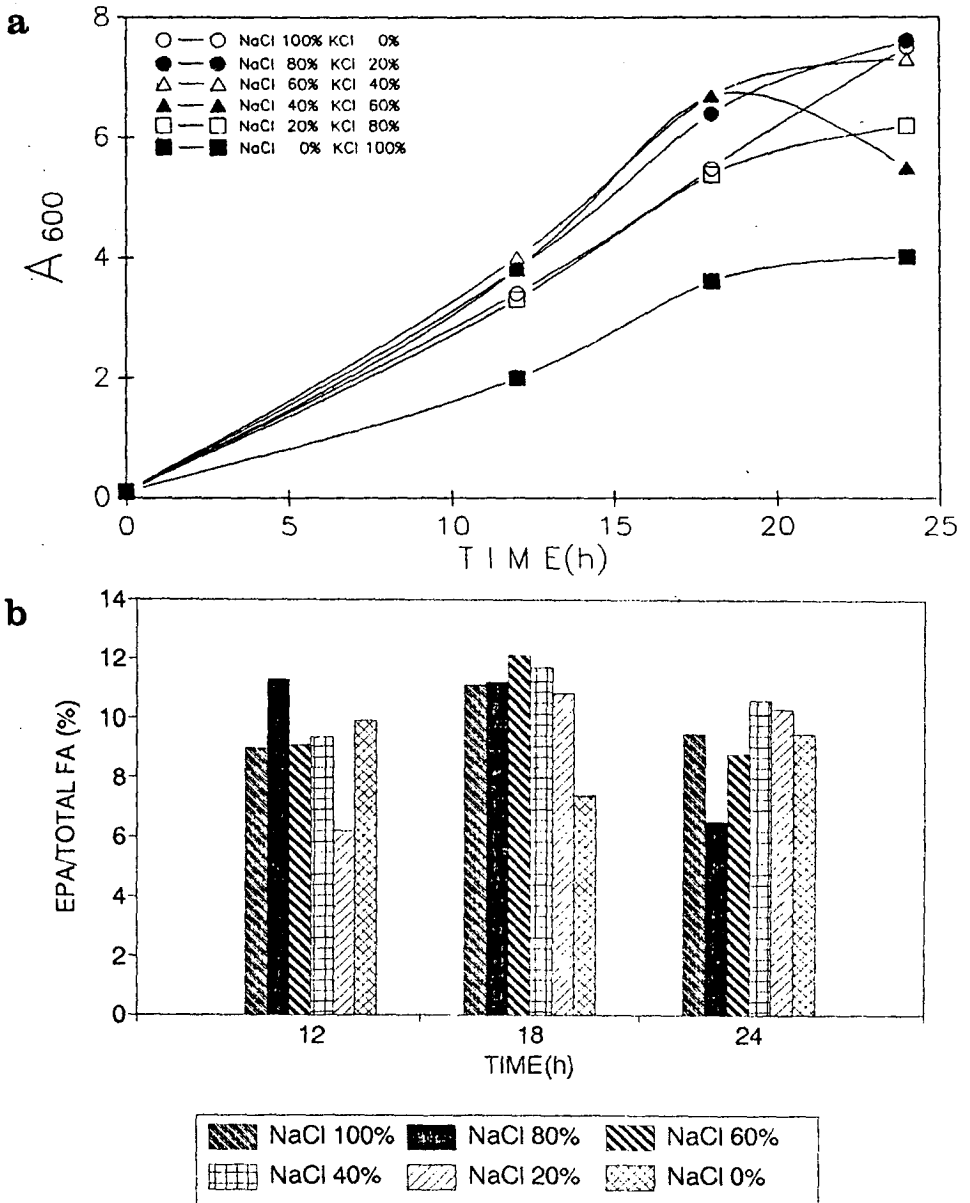 a
8
6
4
2
0
A 600
NaCl 100% KCl 0%
NaCl 80% KCl 20%
NaCl 60% KCl 40%
NaCl 40% KCl 60%
NaCl 20% KCl 80%
NaCl 0% KCl 100%
0 5 10 15 20 25
TIME(h)
b
14
12
10
8
6
4
2
0
EPA/TOTAL FA (%)
12 18 24
TIME(h)
NaCl 100% NaCl 80% NaCl 60%
NaCl 40% NaCl 20% NaCl 0%